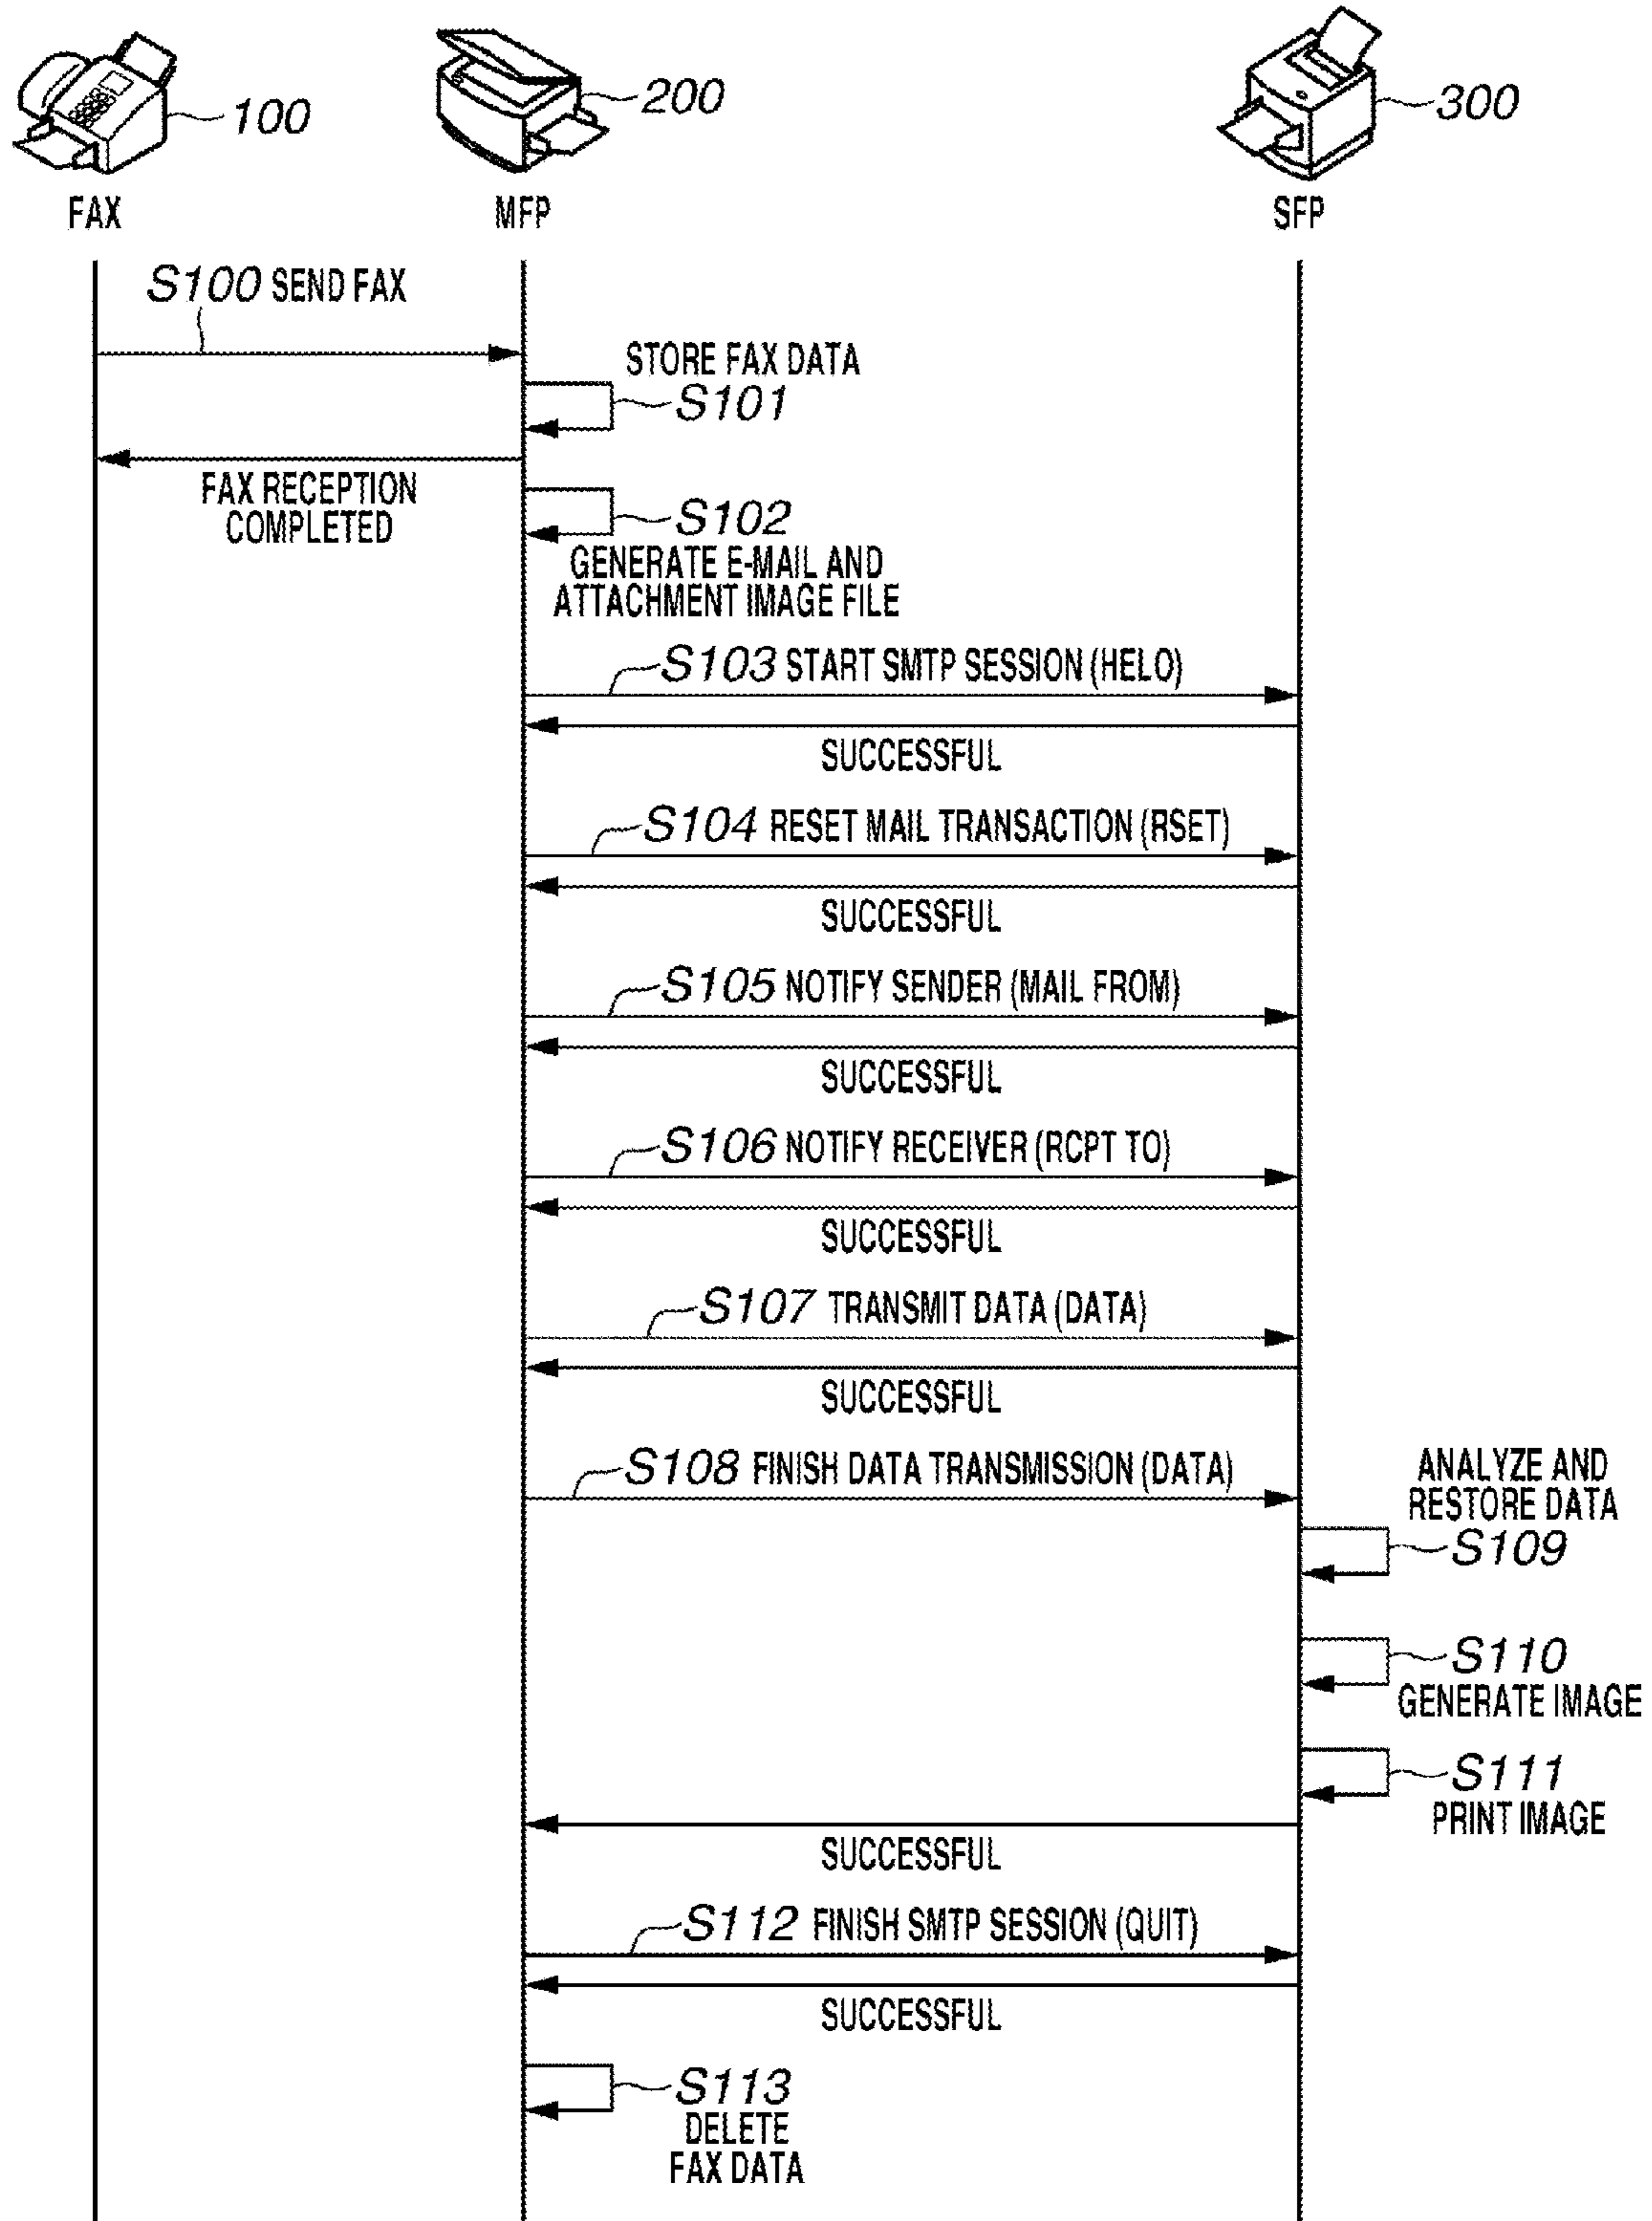 100
200
300
FAX
MFP
SFP
S100 SEND FAX
STORE FAX DATA
S101
FAX RECEPTION
COMPLETED
S102
GENERATE E-MAIL AND
ATTACHMENT IMAGE FILE
S103 START SMTP SESSION (HELO)
SUCCESSFUL
S104 RESET MAIL TRANSACTION (RSET)
SUCCESSFUL
S105 NOTIFY SENDER (MAIL FROM)
SUCCESSFUL
S106 NOTIFY RECEIVER (RCPT TO)
SUCCESSFUL
S107 TRANSMIT DATA (DATA)
SUCCESSFUL
S108 FINISH DATA TRANSMISSION (DATA)
ANALYZE AND
RESTORE DATA
S109
S110
GENERATE IMAGE
S111
PRINT IMAGE
SUCCESSFUL
S112 FINISH SMTP SESSION (QUIT)
SUCCESSFUL
S113
DELETE
FAX DATA